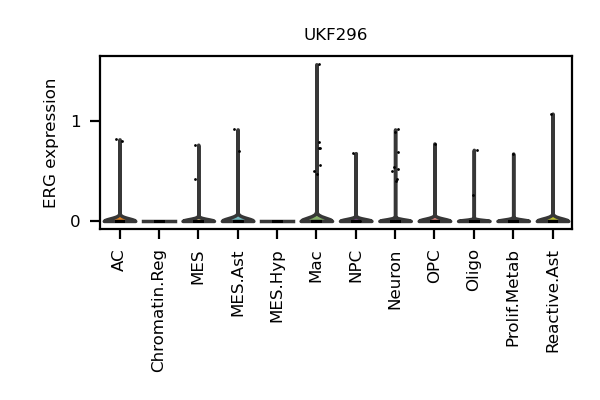 UKF296
ERG expression
1
0
AC
Chromatin.Reg
MES
MES.Ast
MES.Hyp
Mac
NPC
Neuron
OPC
Oligo
Prolif.Metab
Reactive.Ast